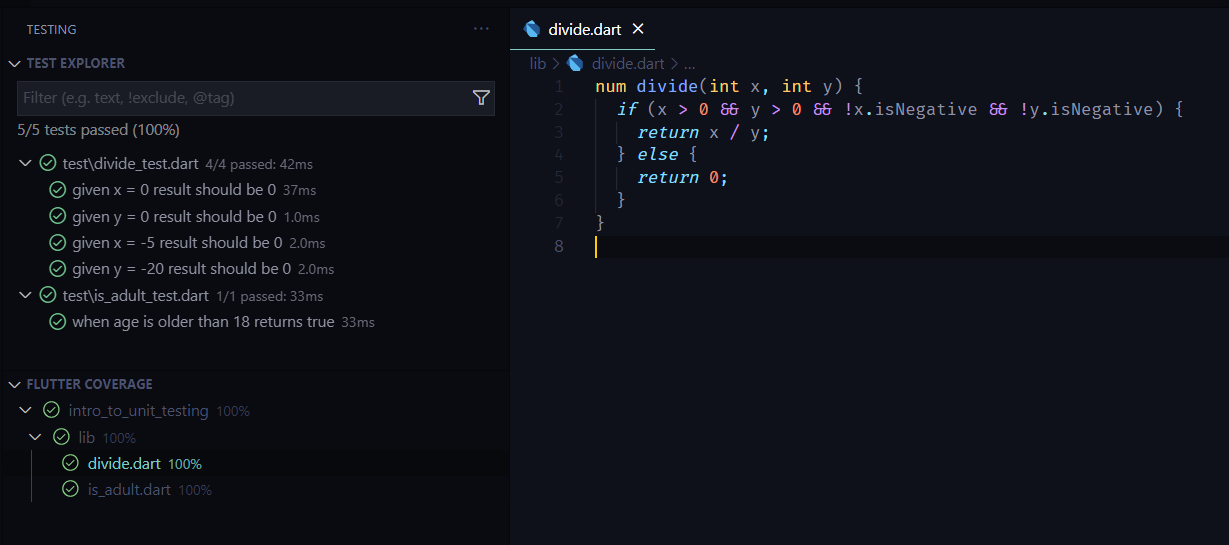 TESTING
TEST EXPLORER
Filter (e.g. text, !exclude, @tag)
5/5 tests passed (100%)
test\divide_test.dart 4/4 passed: 42ms
given x = 0 result should be 0 37ms
given y = 0 result should be 0 1.0ms
given x = -5 result should be 0 2.0ms
given y = -20 result should be 0 2.0ms
test\is_adult_test.dart 1/1 passed: 33ms
when age is older than 18 returns true 33ms
FLUTTER COVERAGE
intro_to_unit_testing 100%
lib 100%
divide.dart 100%
is_adult.dart 100%
divide.dart
lib > divide.dart > ...
1 num divide(int x, int y) {
2 if (x > 0 && y > 0 && !x.isNegative && !y.isNegative) {
3 return x / y;
4 } else {
5 return 0;
6 }
7 }
8